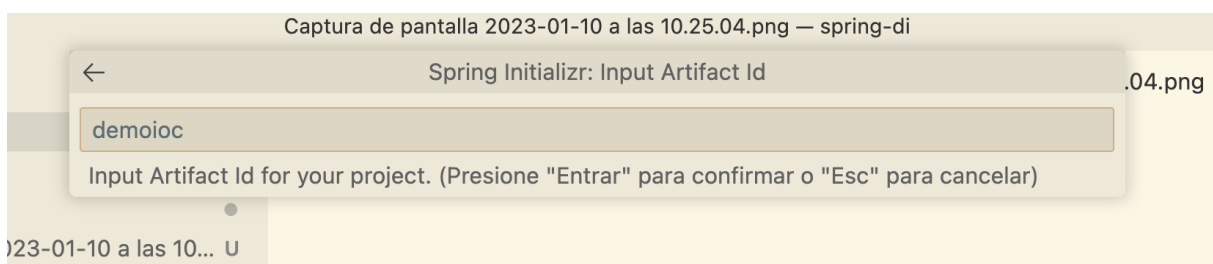 Captura de pantalla 2023-01-10 a las 10.25.04.png — spring-di
Spring Initializr: Input Artifact Id
.04.png
demoioc
Input Artifact Id for your project. (Presione "Entrar" para confirmar o "Esc" para cancelar)
023-01-10 a las 10... U